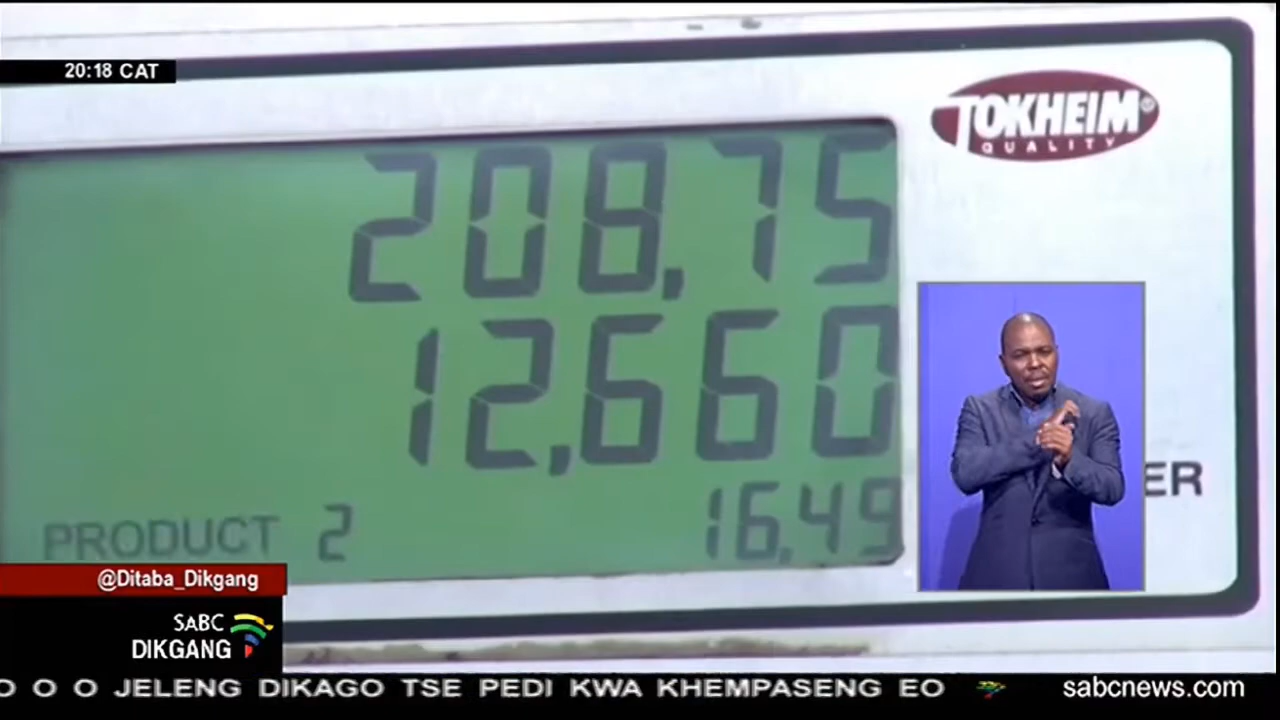 20:18 CAT
TOKHEIM®
QUALITY
208,75
12,660
ER
PRODUCT 2 16,49
@Ditaba_Dikgang
SABC
DIKGANG
O O O JELENG DIKAGO TSE PEDI KWA KHEMPASENG EO
sabcnews.com